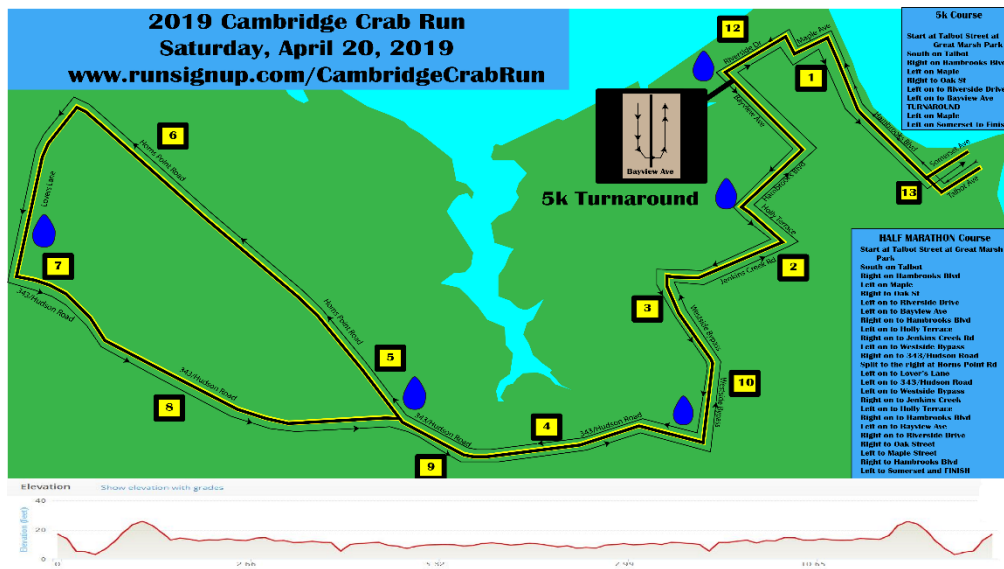 2019 Cambridge Crab Run
Saturday, April 20, 2019
www.runsignup.com/CambridgeCrabRun
5k Course
Start at Talbot Street at
Great Marsh Park
South on Talbot
Right on Hambrooks Blvd
Left on Maple
Right to Oak St
Left on to Riverside Drive
Left on to Bayview Ave
TURNAROUND
Left on Maple
Left on Somerset to Finish
12
Riverside Dr
Maple Ave
1
Hambrooks Blvd
Somerset Ave
Talbot Ave
13
Bayview Ave
Bayview Ave
5k Turnaround
Hambrooks Blvd
Holly Terrace
2
Jenkins Creek Rd
3
Westside Bypass
10
Westside Bypass
6
Horns Point Road
Lovers Lane
7
343/Hudson Road
Horns Point Road
5
8
343/Hudson Road
343/Hudson Road
9
4
343/Hudson Road
HALF MARATHON Course
Start at Talbot Street at Great Marsh
Park
South on Talbot
Right on Hambrooks Blvd
Left on Maple
Right to Oak St
Left on to Riverside Drive
Left on to Bayview Ave
Right on to Hambrooks Blvd
Left on to Holly Terrace
Right on to Jenkins Creek Rd
Left on to Westside Bypass
Right on to 343/Hudson Road
Split to the right at Horns Point Rd
Left on to Lover's Lane
Left on to 343/Hudson Road
Left on to Westside Bypass
Right on to Jenkins Creek
Left on to Holly Terrace
Right on to Hambrooks Blvd
Left on to Bayview Ave
Right on to Riverside Drive
Right to Oak Street
Left to Maple Street
Right to Hambrooks Blvd
Left to Somerset and FINISH
Elevation
Show elevation with grades
Elevation (feet)
40
20
0
0
2.66
5.32
7.99
10.65